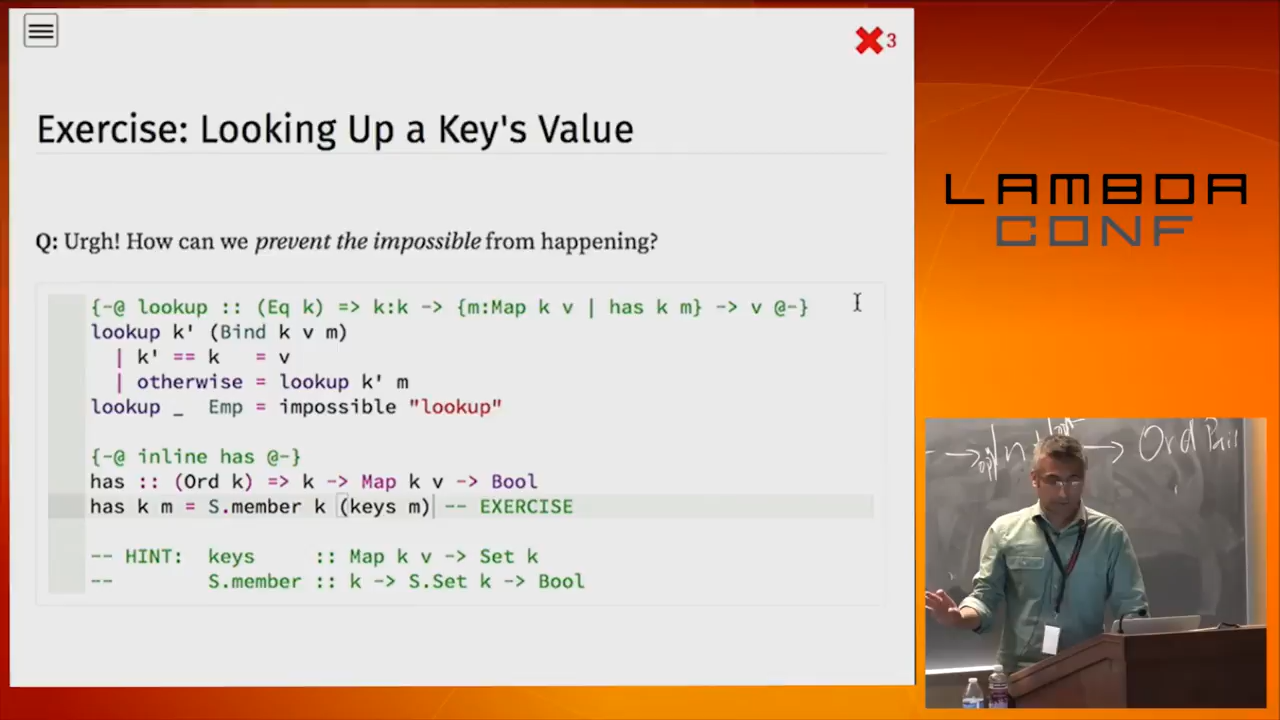 3
Exercise: Looking Up a Key's Value
Q: Urgh! How can we prevent the impossible from happening?
{-@ lookup :: (Eq k) => k:k -> {m:Map k v | has k m} -> v @-}
lookup k' (Bind k v m)
| k' == k = v
| otherwise = lookup k' m
lookup _ Emp = impossible "lookup"
{-@ inline has @-}
has :: (Ord k) => k -> Map k v -> Bool
has k m = S.member k (keys m) -- EXERCISE
-- HINT: keys :: Map k v -> Set k
-- S.member :: k -> S.Set k -> Bool
LAMBDA
CONF
Ord Pair